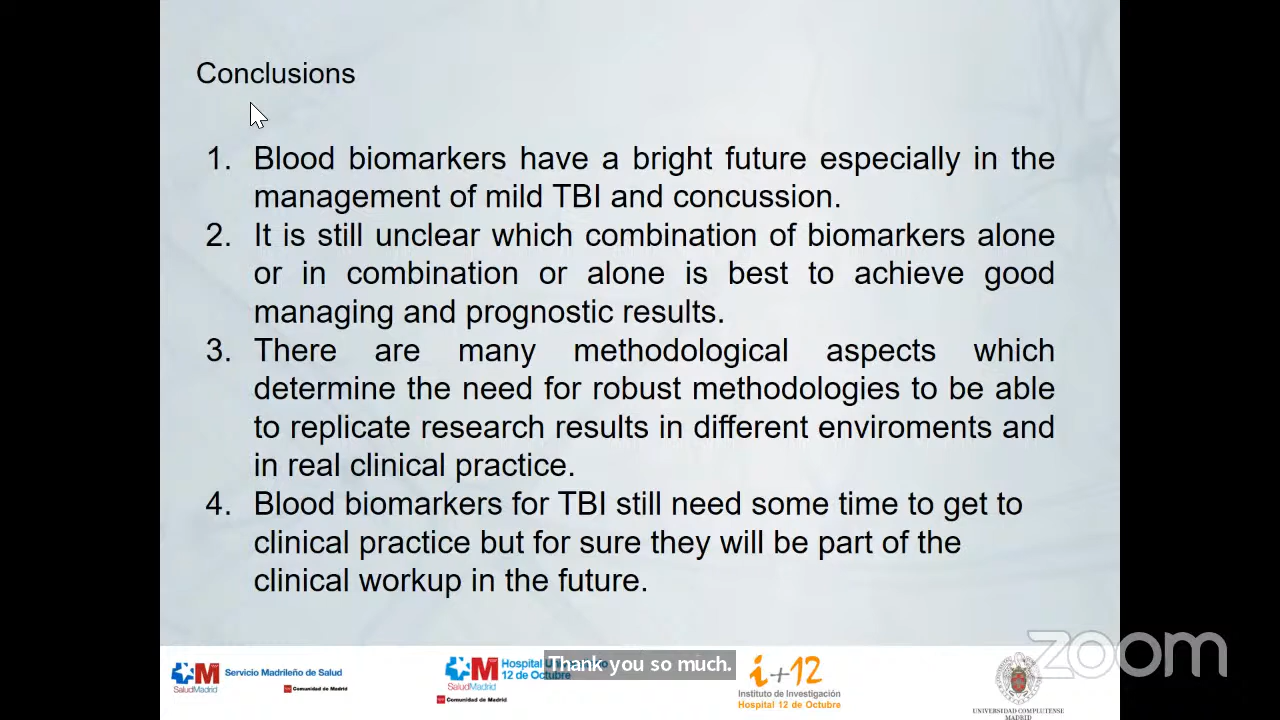 Conclusions
1. Blood biomarkers have a bright future especially in the
management of mild TBI and concussion.
2. It is still unclear which combination of biomarkers alone
or in combination or alone is best to achieve good
managing and prognostic results.
3. There are many methodological aspects which
determine the need for robust methodologies to be able
to replicate research results in different enviroments and
in real clinical practice.
4. Blood biomarkers for TBI still need some time to get to
clinical practice but for sure they will be part of the
clinical workup in the future.
zoom
SaludMadrid
Servicio Madrileño de Salud
Comunidad de Madrid
SaludMadrid
Hospital
12 de Octubre
Comunidad de Madrid
Thank you so much.
i+12
Instituto de Investigación
Hospital 12 de Octubre
UNIVERSIDAD COMPLUTENSE
MADRID